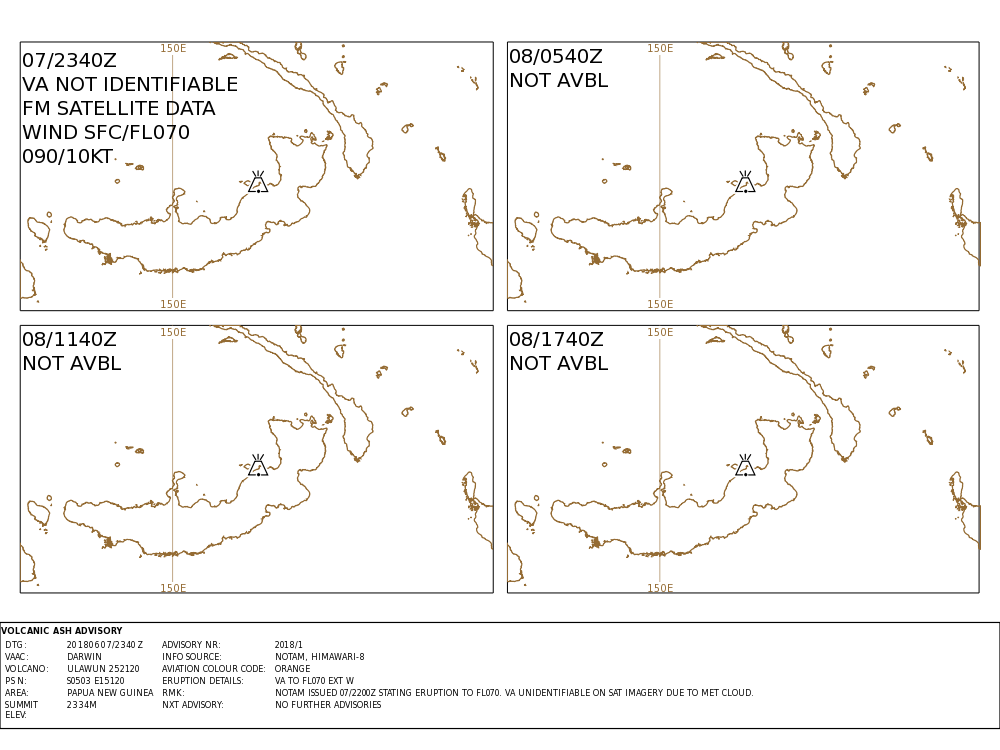 150E
07/2340Z
VA NOT IDENTIFIABLE
FM SATELLITE DATA
WIND SFC/FL070
090/10KT
150E
150E
08/0540Z
NOT AVBL
150E
150E
08/1140Z
NOT AVBL
150E
150E
08/1740Z
NOT AVBL
150E
VOLCANIC ASH ADVISORY
DTG: 20180607/2340Z ADVISORY NR: 2018/1
VAAC: DARWIN INFO SOURCE: NOTAM, HIMAWARI-8
VOLCANO: ULAWUN 252120 AVIATION COLOUR CODE: ORANGE
PSN: S0503 E15120 ERUPTION DETAILS: VA TO FL070 EXT W
AREA: PAPUA NEW GUINEA RMK: NOTAM ISSUED 07/2200Z STATING ERUPTION TO FL070. VA UNIDENTIFIABLE ON SAT IMAGERY DUE TO MET CLOUD.
SUMMIT 2334M NXT ADVISORY: NO FURTHER ADVISORIES
ELEV: